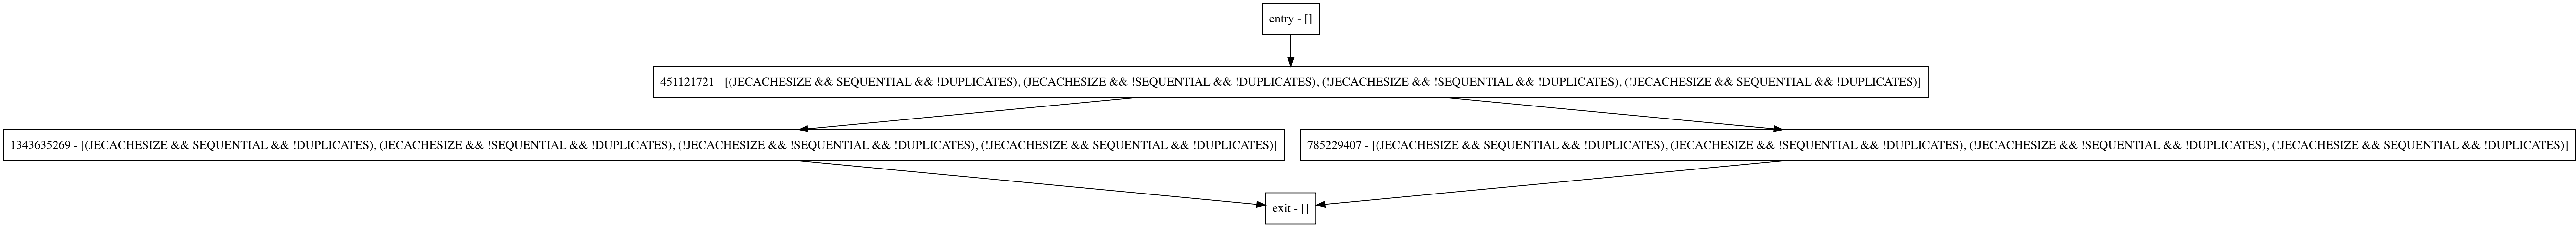 entry - []
451121721 - [(JECACHESIZE && SEQUENTIAL && !DUPLICATES), (JECACHESIZE && !SEQUENTIAL && !DUPLICATES), (!JECACHESIZE && !SEQUENTIAL && !DUPLICATES), (!JECACHESIZE && SEQUENTIAL && !DUPLICATES)]
1343635269 - [(JECACHESIZE && SEQUENTIAL && !DUPLICATES), (JECACHESIZE && !SEQUENTIAL && !DUPLICATES), (!JECACHESIZE && !SEQUENTIAL && !DUPLICATES), (!JECACHESIZE && SEQUENTIAL && !DUPLICATES)]
785229407 - [(JECACHESIZE && SEQUENTIAL && !DUPLICATES), (JECACHESIZE && !SEQUENTIAL && !DUPLICATES), (!JECACHESIZE && !SEQUENTIAL && !DUPLICATES), (!JECACHESIZE && SEQUENTIAL && !DUPLICATES)]
exit - []